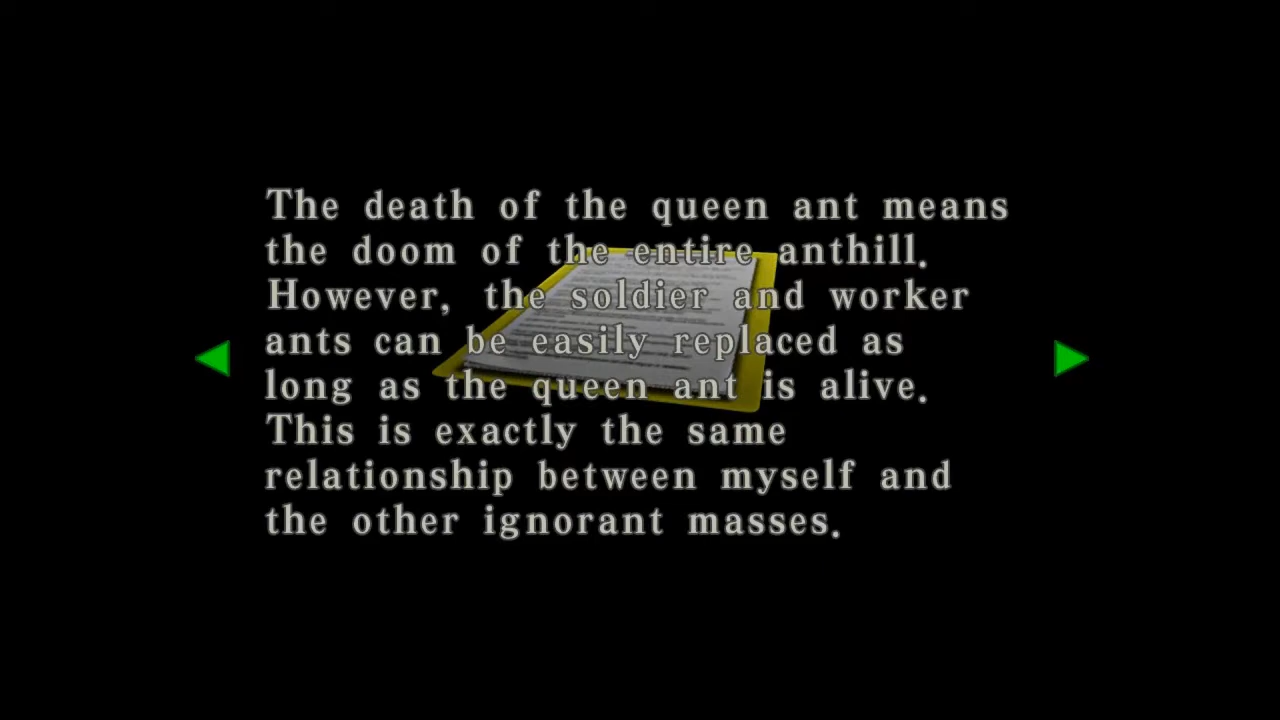 The death of the queen ant means
the doom of the entire anthill.
However, the soldier and worker
ants can be easily replaced as
long as the queen ant is alive.
This is exactly the same
relationship between myself and
the other ignorant masses.